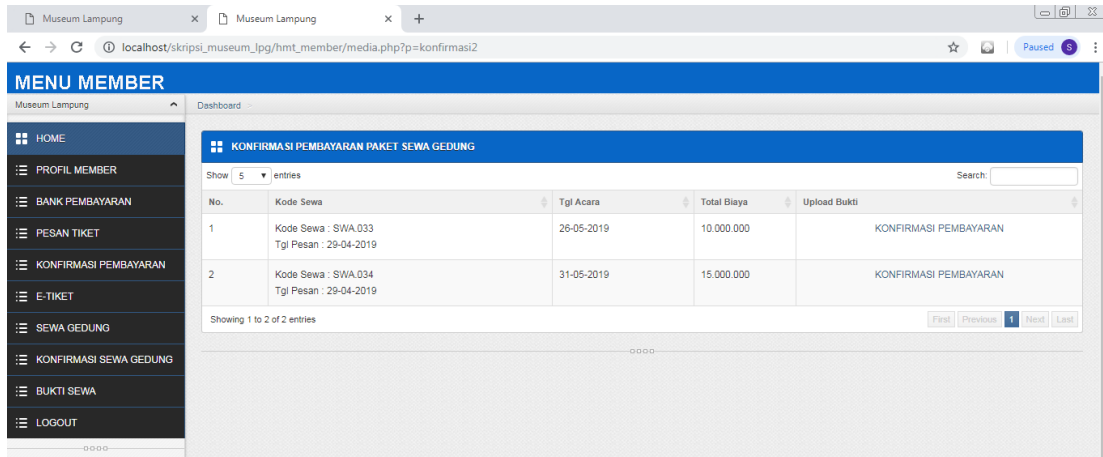 Museum Lampung
Museum Lampung
localhost/skripsi_museum_lpg/hmt_member/media.php?p=konfirmasi2
Paused S
MENU MEMBER
Museum Lampung
Dashboard
HOME
PROFIL MEMBER
BANK PEMBAYARAN
PESAN TIKET
KONFIRMASI PEMBAYARAN
E-TIKET
SEWA GEDUNG
KONFIRMASI SEWA GEDUNG
BUKTI SEWA
LOGOUT
KONFIRMASI PEMBAYARAN PAKET SEWA GEDUNG
Show 5 entries Search:
No. Kode Sewa Tgl Acara Total Biaya Upload Bukti
1 Kode Sewa : SWA.033 26-05-2019 10.000.000 KONFIRMASI PEMBAYARAN
Tgl Pesan : 29-04-2019
2 Kode Sewa : SWA.034 31-05-2019 15.000.000 KONFIRMASI PEMBAYARAN
Tgl Pesan : 29-04-2019
Showing 1 to 2 of 2 entries First Previous 1 Next Last